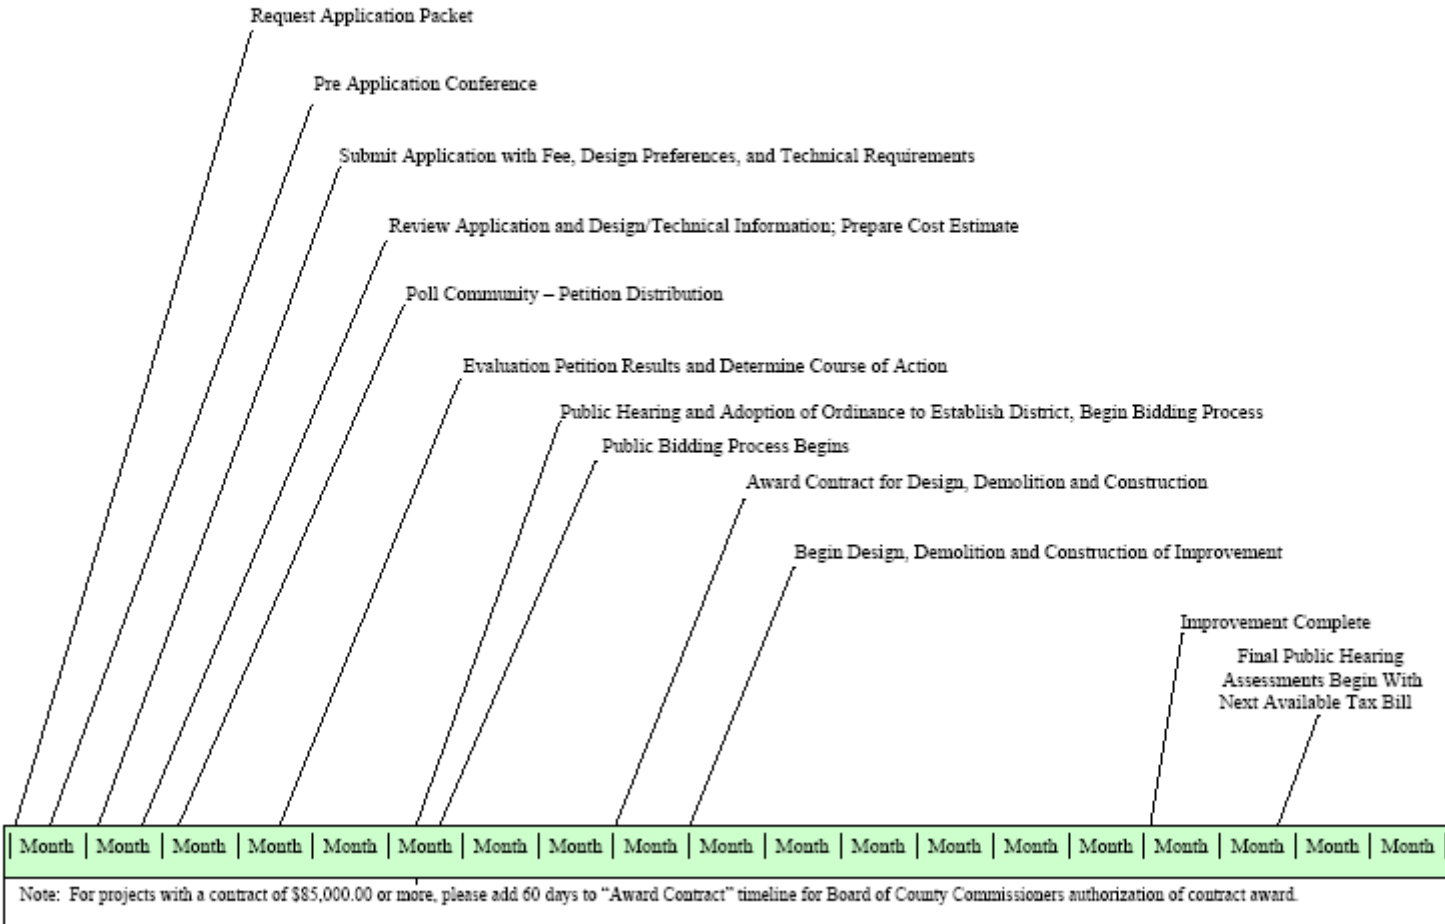 Request Application Packet
Pre Application Conference
Submit Application with Fee, Design Preferences, and Technical Requirements
Review Application and Design/Technical Information; Prepare Cost Estimate
Poll Community – Petition Distribution
Evaluation Petition Results and Determine Course of Action
Public Hearing and Adoption of Ordinance to Establish District, Begin Bidding Process
Public Bidding Process Begins
Award Contract for Design, Demolition and Construction
Begin Design, Demolition and Construction of Improvement
Improvement Complete
Final Public Hearing
Assessments Begin With
Next Available Tax Bill
| Month | Month | Month | Month | Month | Month | Month | Month | Month | Month | Month | Month | Month | Month | Month | Month | Month | Month | Month |
Note: For projects with a contract of $85,000.00 or more, please add 60 days to “Award Contract” timeline for Board of County Commissioners authorization of contract award.